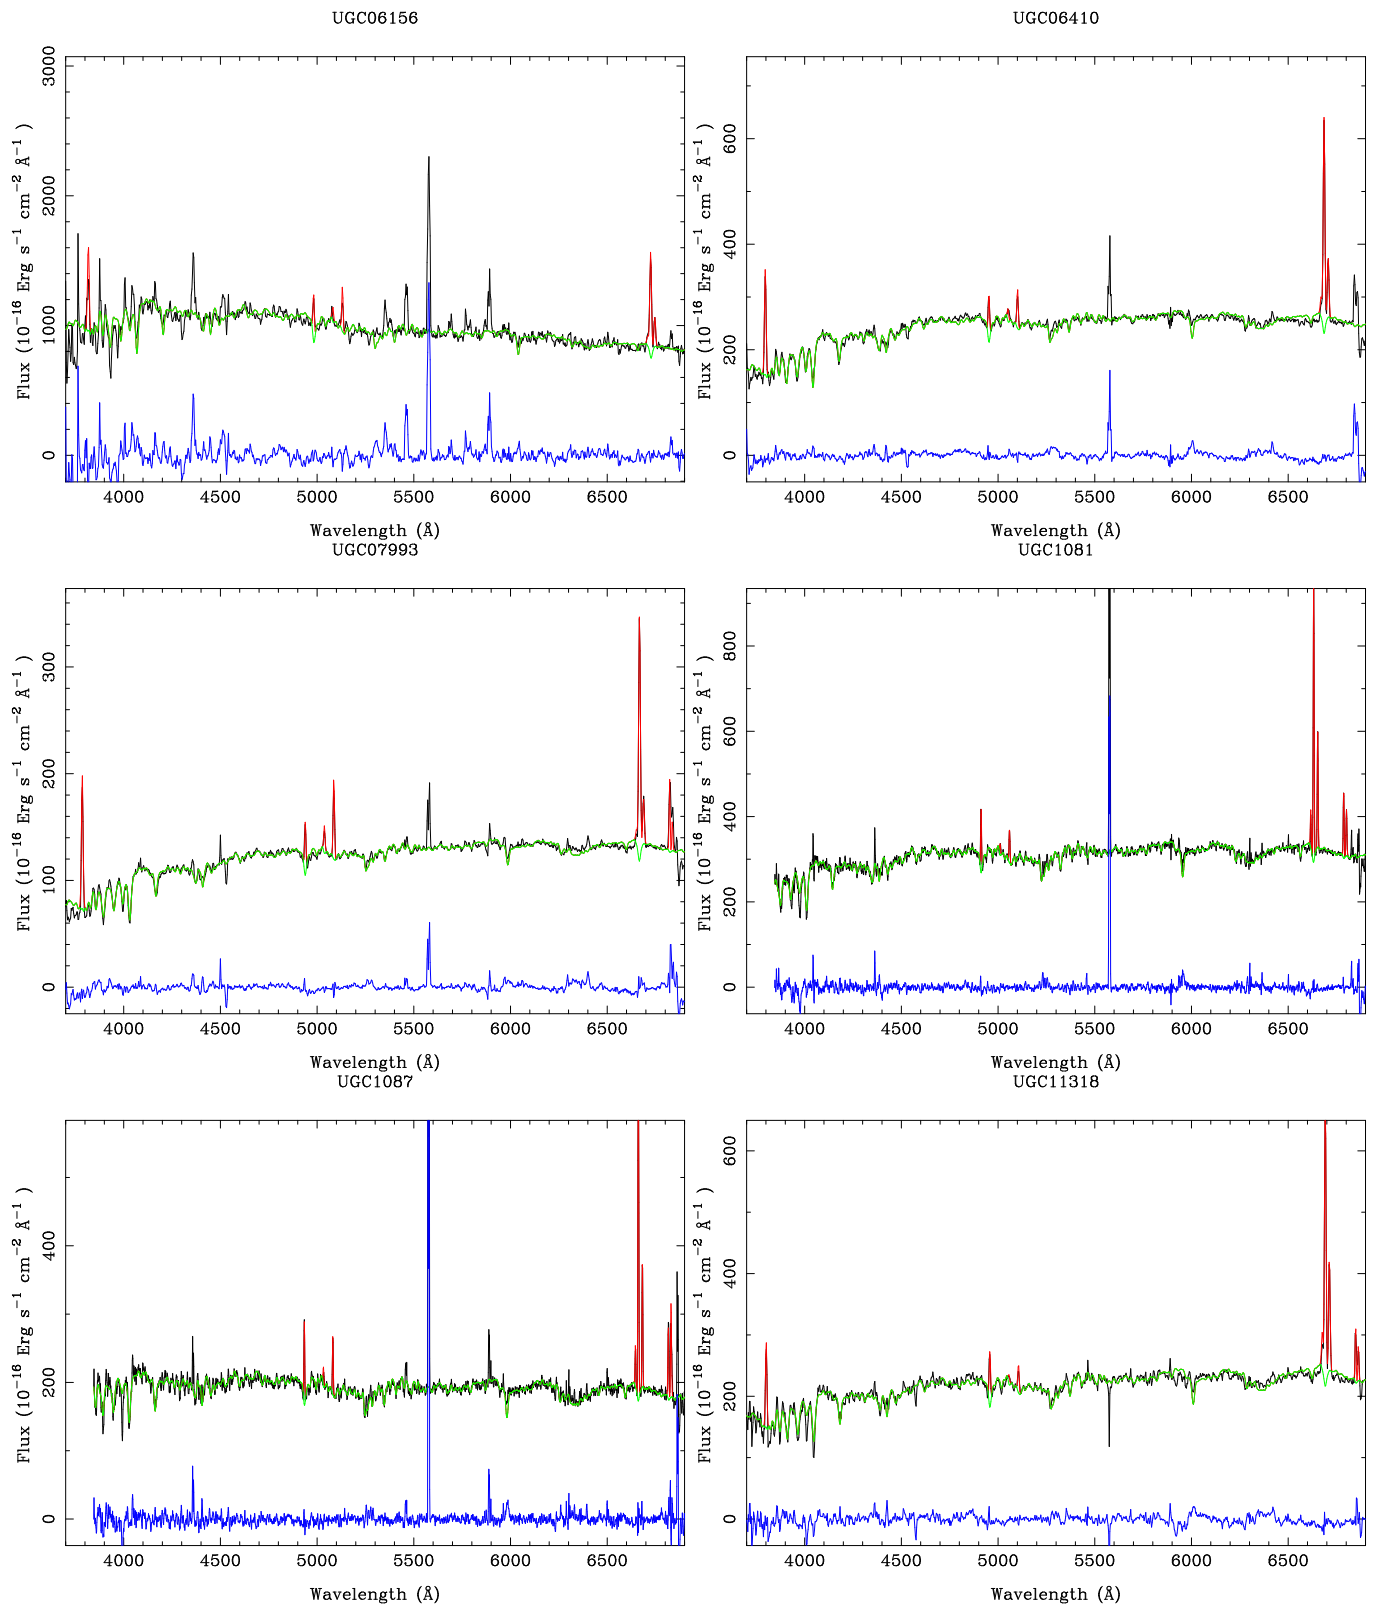 UGC06156
UGC06410
3000
2000
1000
0
Flux (10⁻¹⁶ Erg s⁻¹ cm⁻² Å⁻¹ )
4000 4500 5000 5500 6000 6500
Wavelength (Å)
600
400
200
0
Flux (10⁻¹⁶ Erg s⁻¹ cm⁻² Å⁻¹ )
4000 4500 5000 5500 6000 6500
Wavelength (Å)
UGC07993
UGC1081
300
200
100
0
Flux (10⁻¹⁶ Erg s⁻¹ cm⁻² Å⁻¹ )
4000 4500 5000 5500 6000 6500
Wavelength (Å)
800
600
400
200
0
Flux (10⁻¹⁶ Erg s⁻¹ cm⁻² Å⁻¹ )
4000 4500 5000 5500 6000 6500
Wavelength (Å)
UGC1087
UGC11318
400
200
0
Flux (10⁻¹⁶ Erg s⁻¹ cm⁻² Å⁻¹ )
4000 4500 5000 5500 6000 6500
Wavelength (Å)
600
400
200
0
Flux (10⁻¹⁶ Erg s⁻¹ cm⁻² Å⁻¹ )
4000 4500 5000 5500 6000 6500
Wavelength (Å)